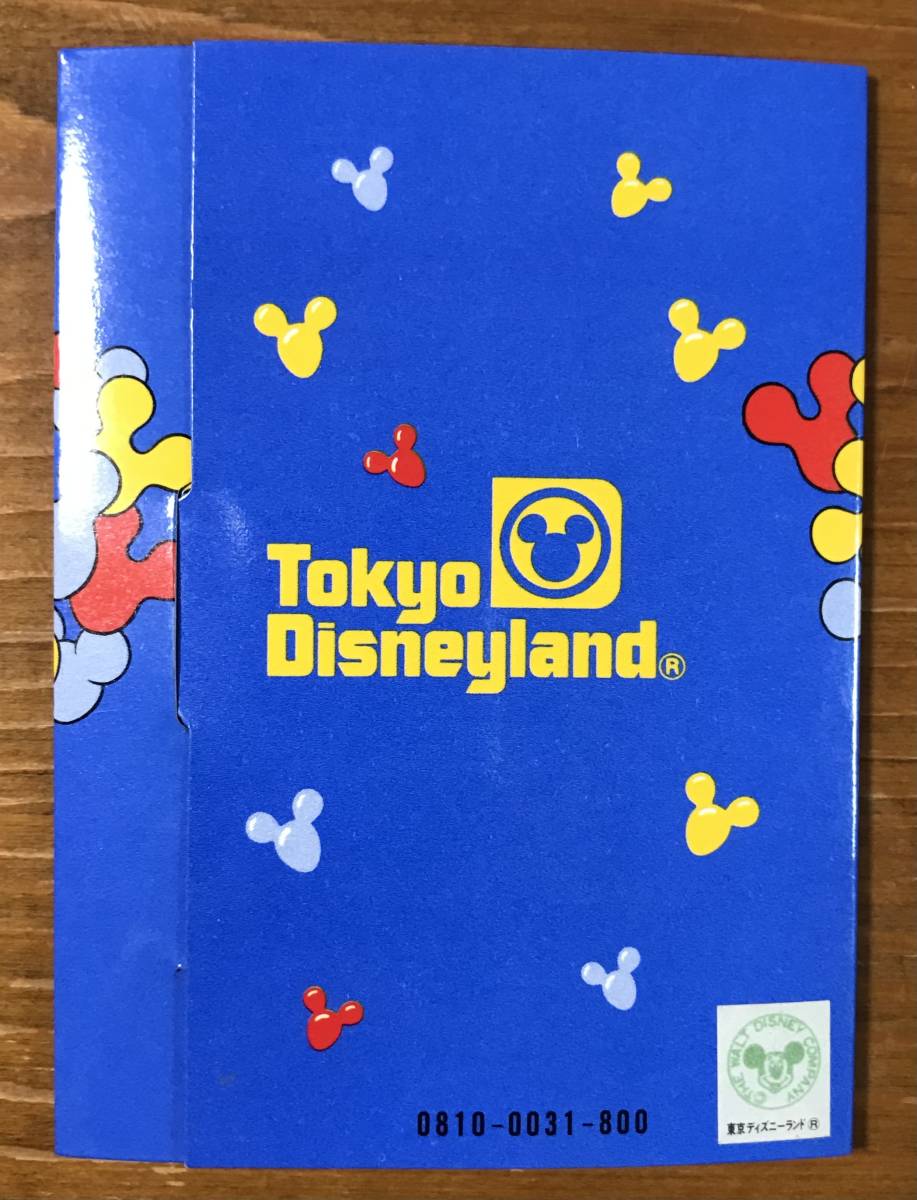 Tokyo
Disneyland®
0810-0031-800
©THE WALT DISNEY COMPANY
東京ディズニーランド®